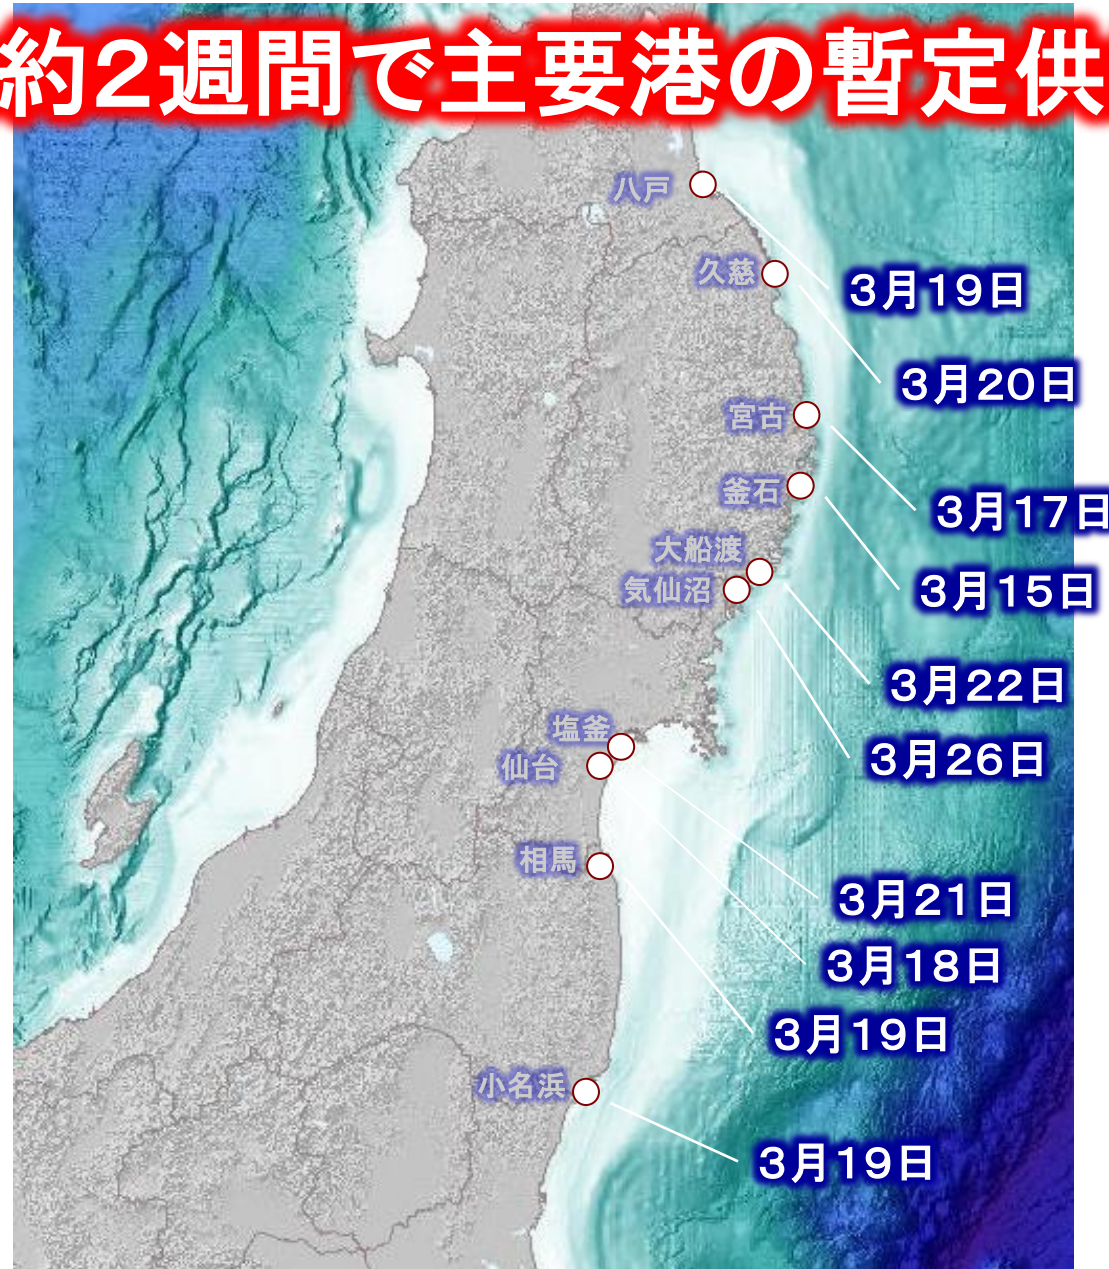 約2週間で主要港の暫定供
八戸
久慈
3月19日
3月20日
宮古
釜石
3月17日
大船渡
気仙沼
3月15日
3月22日
塩釜
仙台
3月26日
相馬
3月21日
3月18日
3月19日
小名浜
3月19日